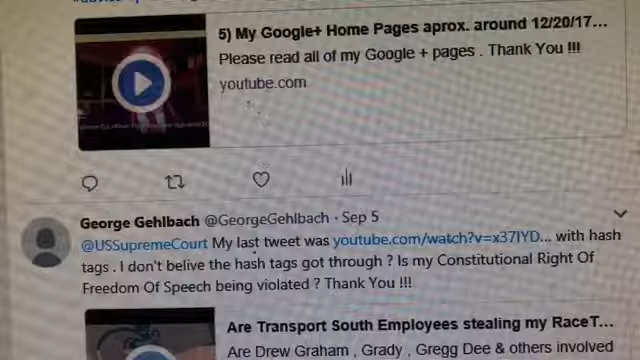 5) My Google+ Home Pages aprox. around 12/20/17...
Please read all of my Google + pages . Thank You !!!
youtube.com
George Gehlbach @GeorgeGehlbach · Sep 5
@USSupremeCourt My last tweet was youtube.com/watch?v=x37lYD... with hash
tags . I don't belive the hash tags got through ? Is my Constitutional Right Of
Freedom Of Speech being violated ? Thank You !!!
Are Transport South Employees stealing my RaceT...
Are Drew Graham , Grady , Gregg Dee & others involved